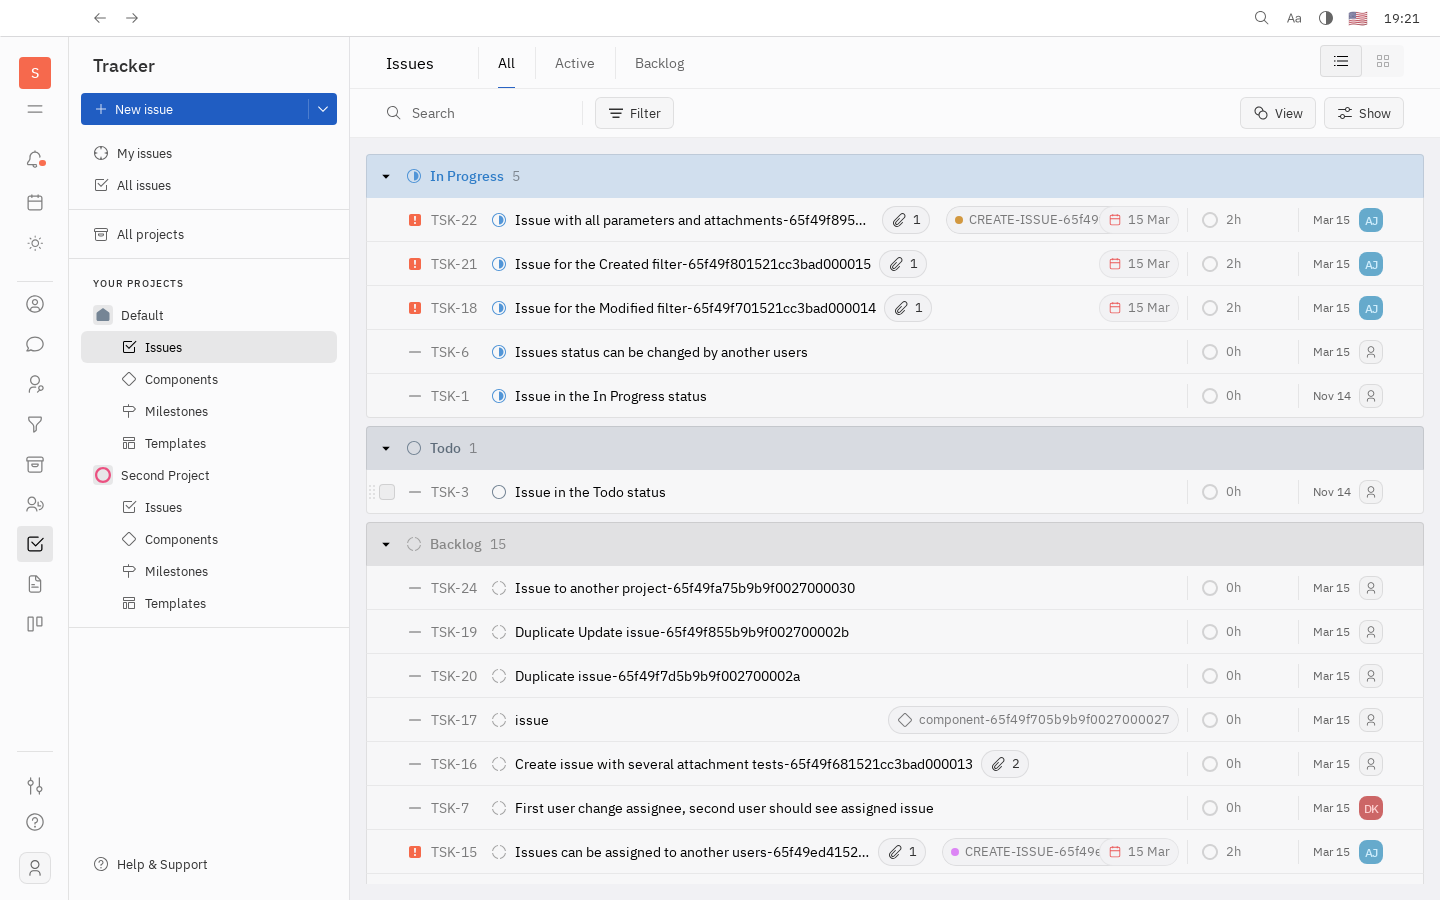 Aa 19:21
S
Tracker
New issue
My issues
All issues
All projects
YOUR PROJECTS
Default
Issues
Components
Milestones
Templates
Second Project
Issues
Components
Milestones
Templates
Help & Support
Issues All Active Backlog
Search Filter View Show
In Progress 5
TSK-22 Issue with all parameters and attachments-65f49f895... 1 CREATE-ISSUE-65f49 15 Mar 2h Mar 15 AJ
TSK-21 Issue for the Created filter-65f49f801521cc3bad000015 1 15 Mar 2h Mar 15 AJ
TSK-18 Issue for the Modified filter-65f49f701521cc3bad000014 1 15 Mar 2h Mar 15 AJ
TSK-6 Issues status can be changed by another users 0h Mar 15
TSK-1 Issue in the In Progress status 0h Nov 14
Todo 1
TSK-3 Issue in the Todo status 0h Nov 14
Backlog 15
TSK-24 Issue to another project-65f49fa75b9b9f0027000030 0h Mar 15
TSK-19 Duplicate Update issue-65f49f855b9b9f002700002b 0h Mar 15
TSK-20 Duplicate issue-65f49f7d5b9b9f002700002a 0h Mar 15
TSK-17 issue component-65f49f705b9b9f0027000027 0h Mar 15
TSK-16 Create issue with several attachment tests-65f49f681521cc3bad000013 2 0h Mar 15
TSK-7 First user change assignee, second user should see assigned issue 0h Mar 15 DK
TSK-15 Issues can be assigned to another users-65f49ed4152... 1 CREATE-ISSUE-65f49e 15 Mar 2h Mar 15 AJ